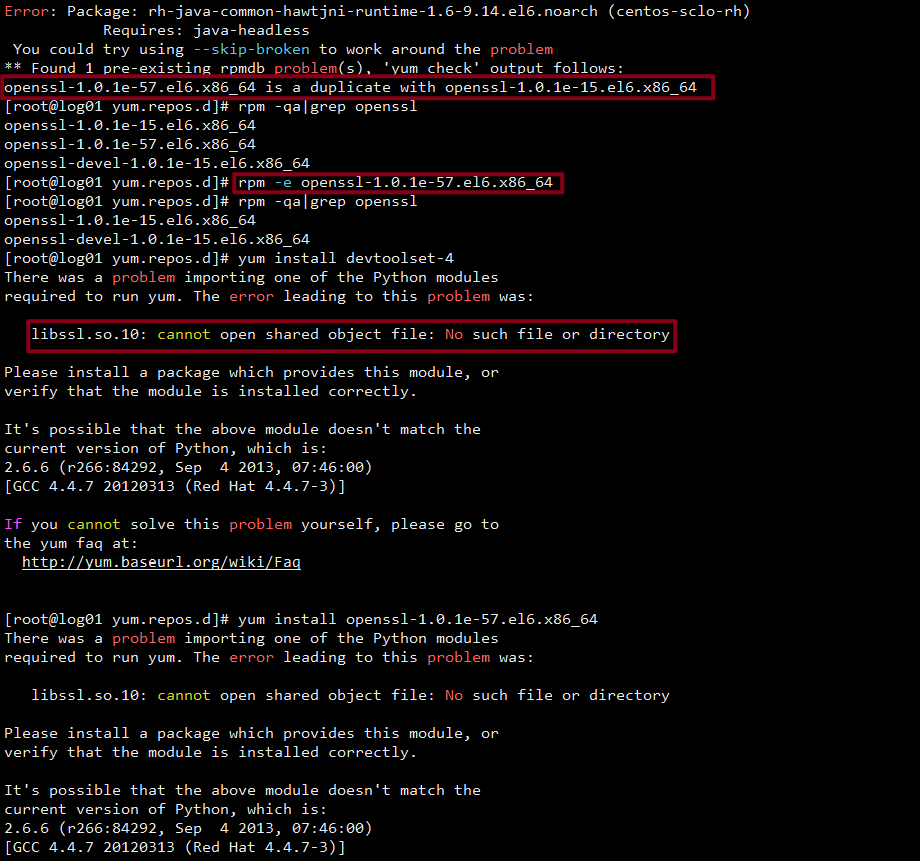 Error: Package: rh-java-common-hawtjni-runtime-1.6-9.14.el6.noarch (centos-sclo-rh)
Requires: java-headless
You could try using --skip-broken to work around the problem
** Found 1 pre-existing rpmdb problem(s), 'yum check' output follows:
openssl-1.0.1e-57.el6.x86_64 is a duplicate with openssl-1.0.1e-15.el6.x86_64
[root@log01 yum.repos.d]# rpm -qa|grep openssl
openssl-1.0.1e-15.el6.x86_64
openssl-1.0.1e-57.el6.x86_64
openssl-devel-1.0.1e-15.el6.x86_64
[root@log01 yum.repos.d]# rpm -e openssl-1.0.1e-57.el6.x86_64
[root@log01 yum.repos.d]# rpm -qa|grep openssl
openssl-1.0.1e-15.el6.x86_64
openssl-devel-1.0.1e-15.el6.x86_64
[root@log01 yum.repos.d]# yum install devtoolset-4
There was a problem importing one of the Python modules
required to run yum. The error leading to this problem was:
libssl.so.10: cannot open shared object file: No such file or directory
Please install a package which provides this module, or
verify that the module is installed correctly.
It's possible that the above module doesn't match the
current version of Python, which is:
2.6.6 (r266:84292, Sep  4 2013, 07:46:00)
[GCC 4.4.7 20120313 (Red Hat 4.4.7-3)]
If you cannot solve this problem yourself, please go to
the yum faq at:
http://yum.baseurl.org/wiki/Faq
[root@log01 yum.repos.d]# yum install openssl-1.0.1e-57.el6.x86_64
There was a problem importing one of the Python modules
required to run yum. The error leading to this problem was:
libssl.so.10: cannot open shared object file: No such file or directory
Please install a package which provides this module, or
verify that the module is installed correctly.
It's possible that the above module doesn't match the
current version of Python, which is:
2.6.6 (r266:84292, Sep  4 2013, 07:46:00)
[GCC 4.4.7 20120313 (Red Hat 4.4.7-3)]